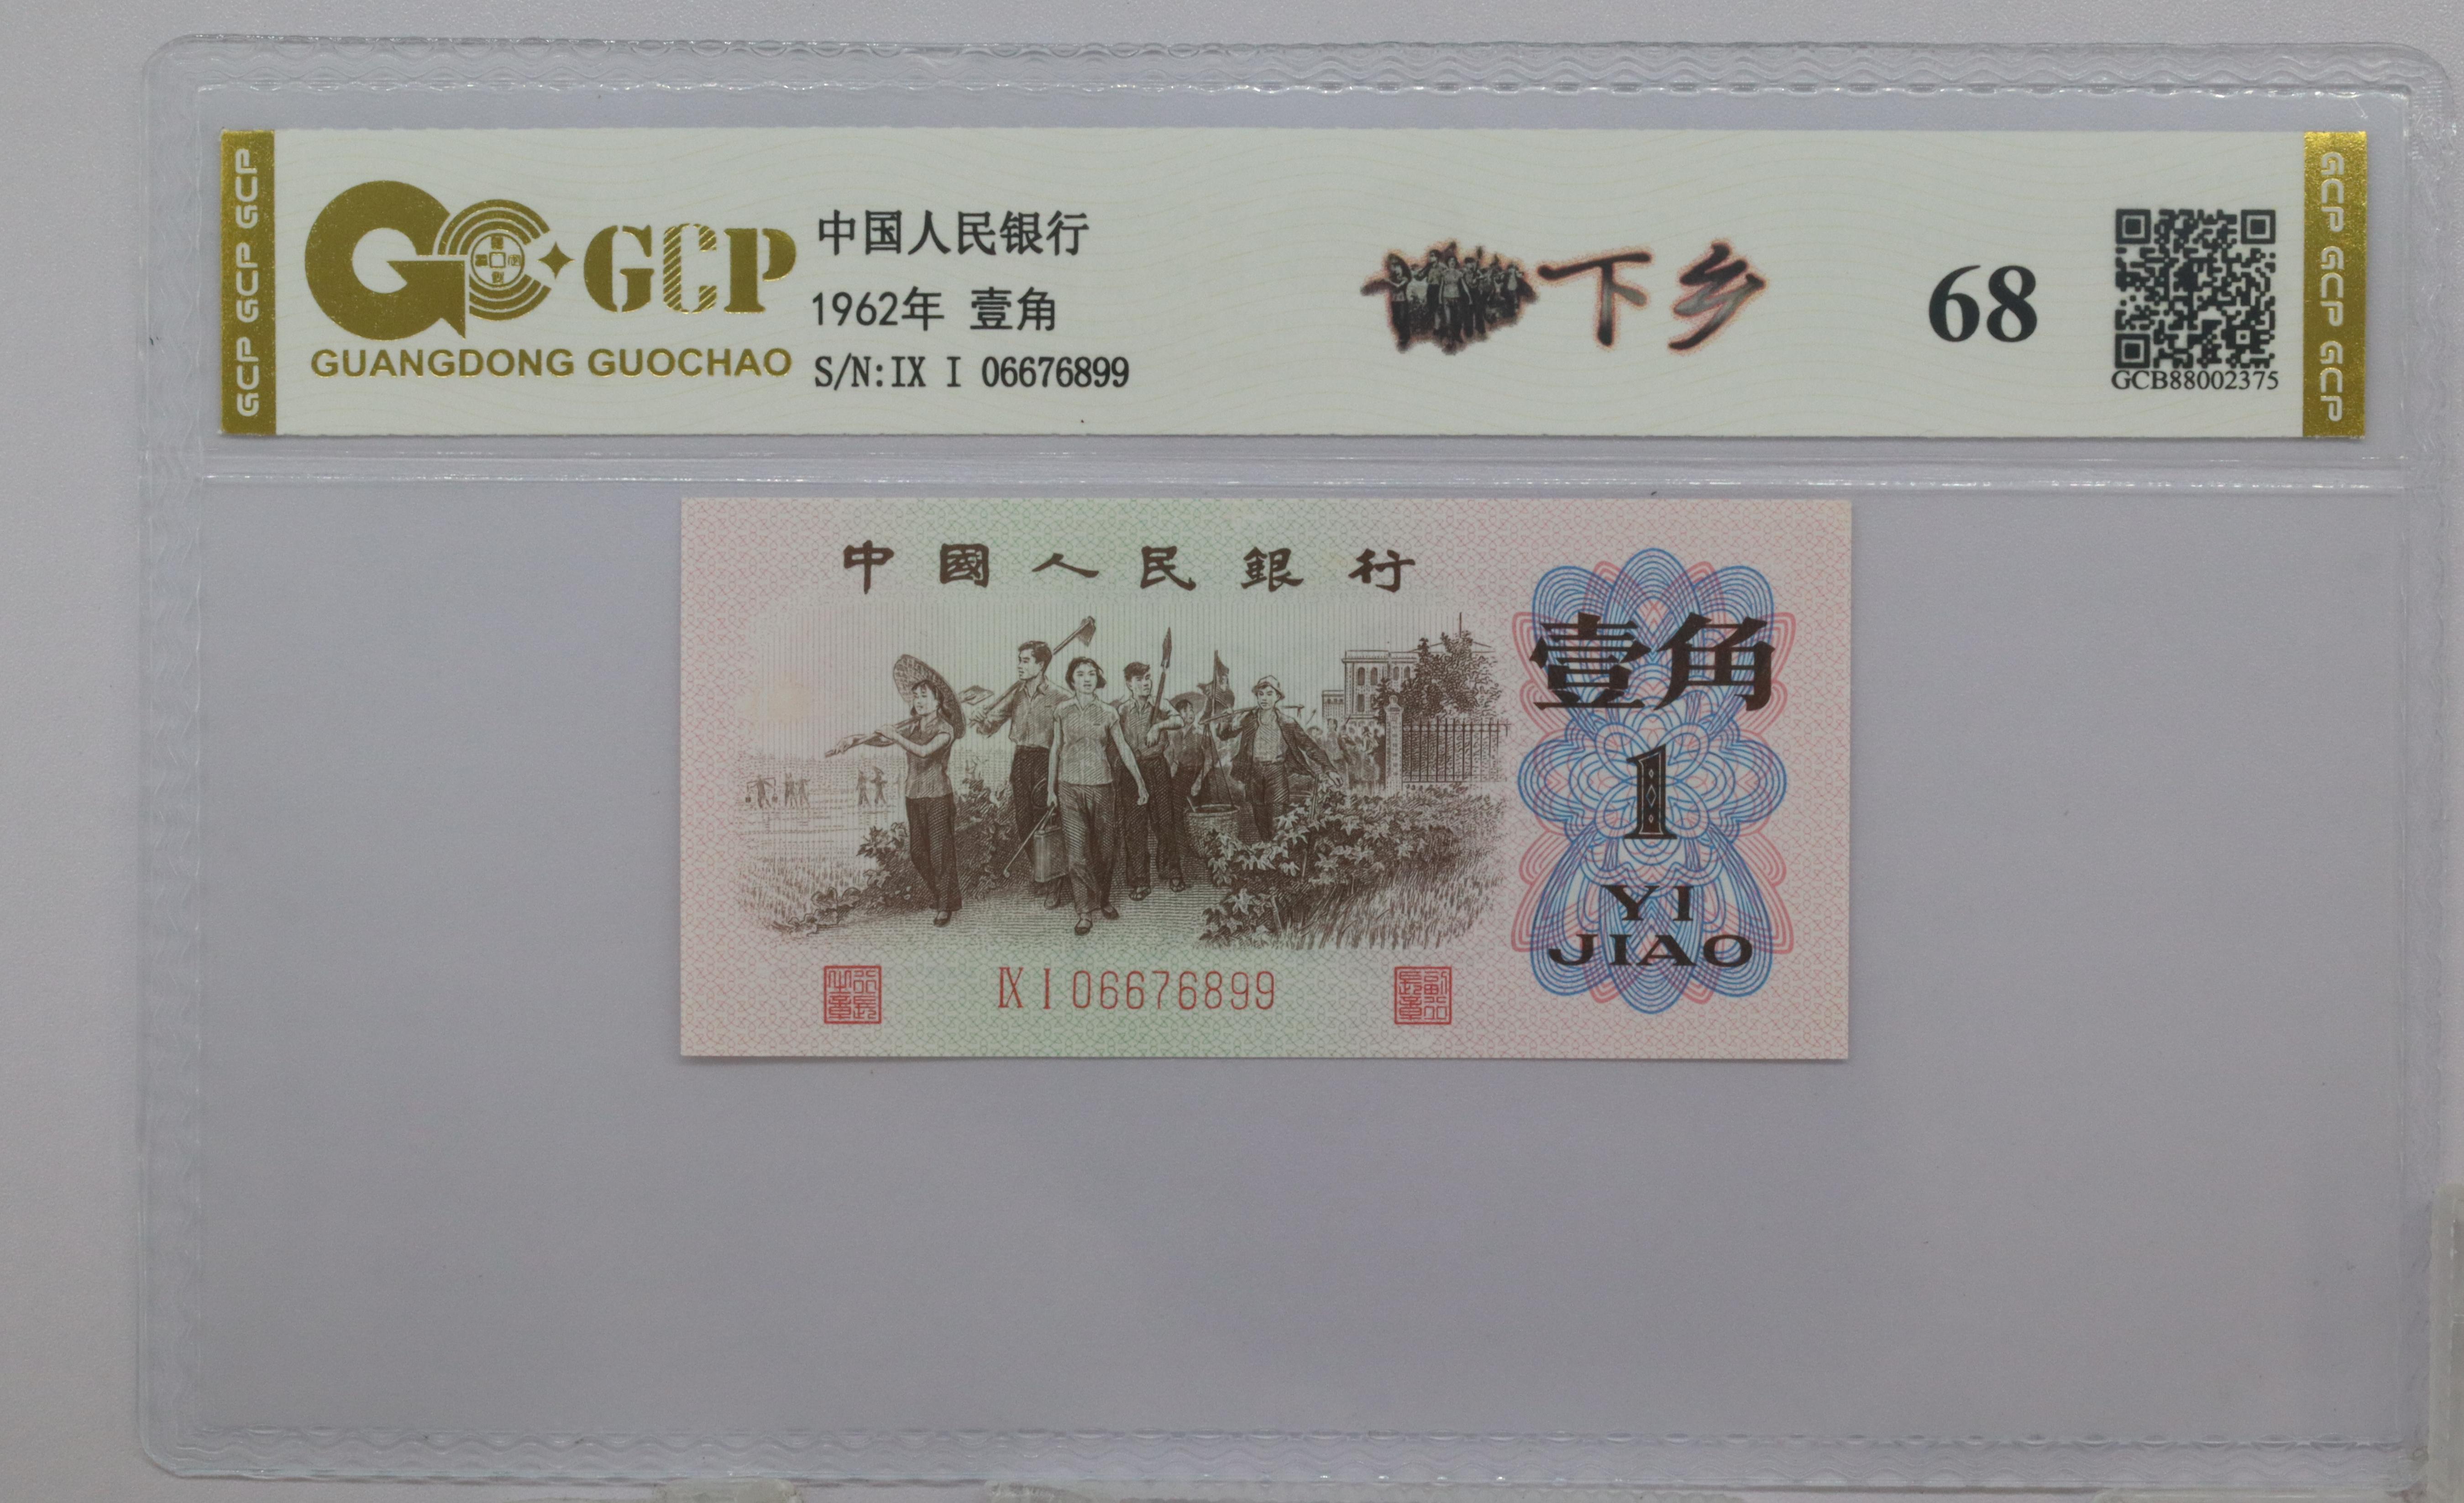 GCP GCP GCP
GCP
GUANGDONG GUOCHAO
中国人民银行
1962年 壹角
S/N:IX I 06676899
下乡
68
GCB88002375
GCP GCP GCP
中國人民銀行
壹角
1
YI
JIAO
IX I 06676899